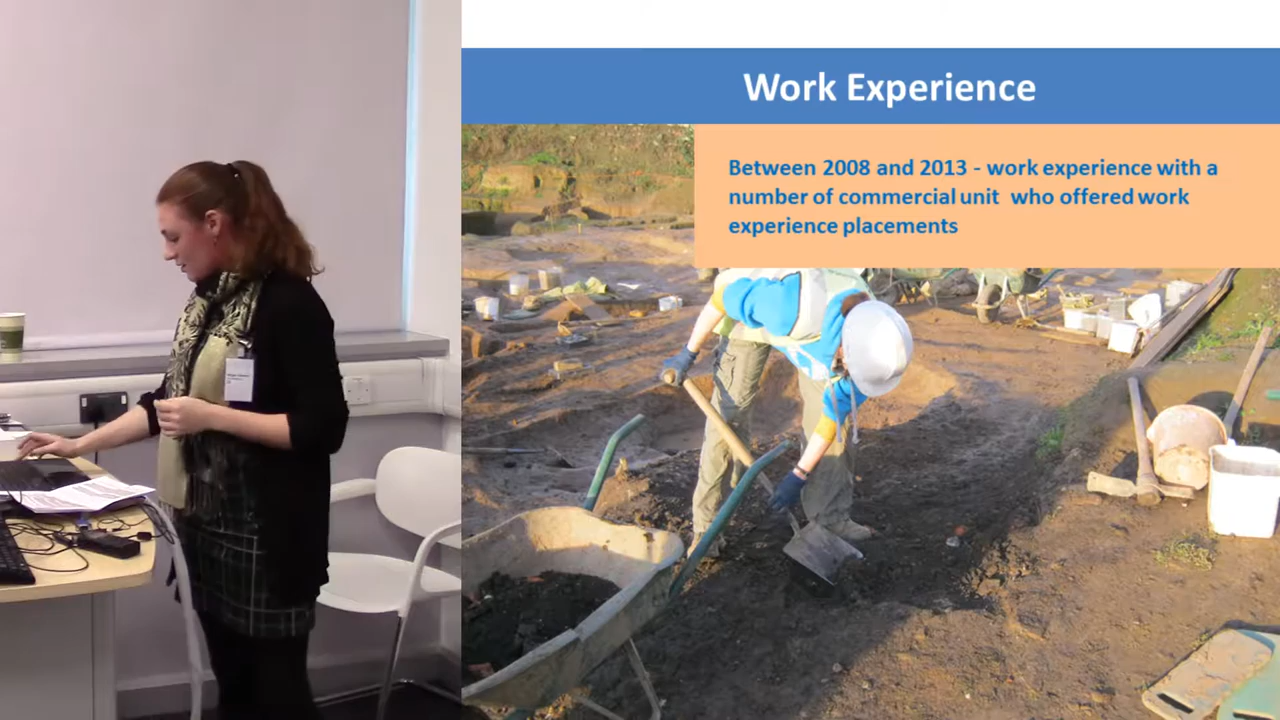 Work Experience
Between 2008 and 2013 - work experience with a
number of commercial unit who offered work
experience placements